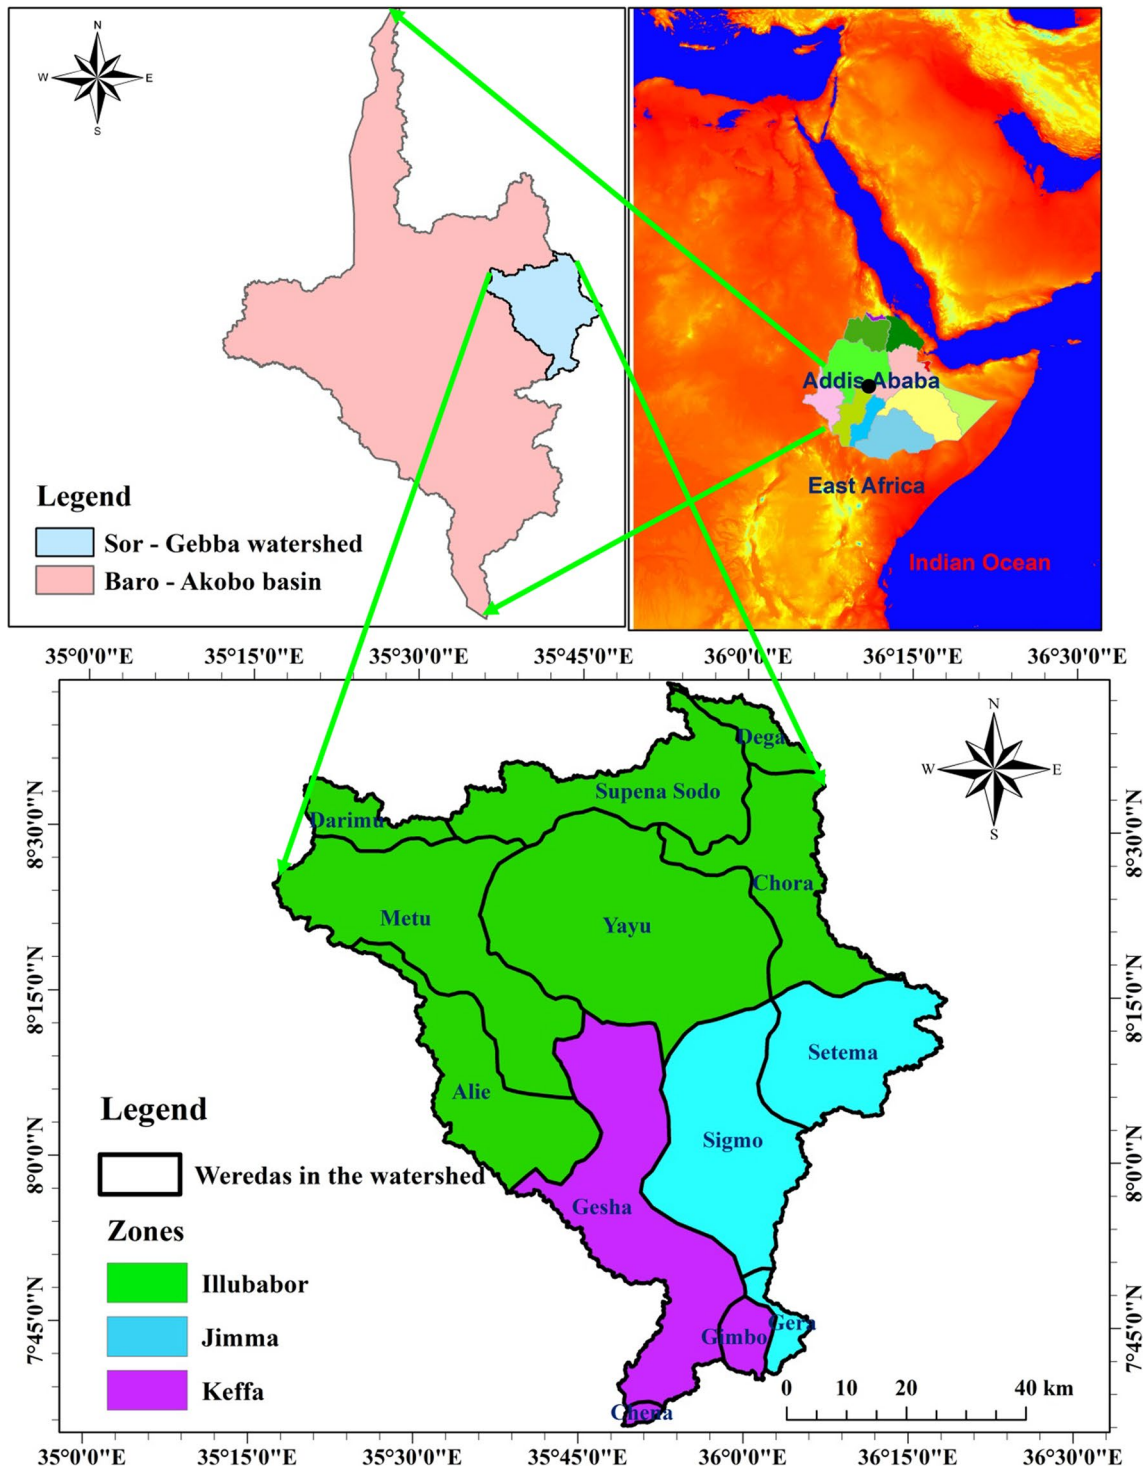 N
W E
S
Legend
Sor - Gebba watershed
Baro - Akobo basin
Addis Ababa
East Africa
Indian Ocean
35°0'0"E 35°15'0"E 35°30'0"E 35°45'0"E 36°0'0"E 36°15'0"E 36°30'0"E
N
W E
S
Dega
Supena Sodo
Darimu
Chora
Metu
Yayu
Setema
Alie
Sigmo
Gesha
Gera
Gimbo
Chena
8°30'0"N
8°15'0"N
8°0'0"N
7°45'0"N
8°30'0"N
8°15'0"N
8°0'0"N
7°45'0"N
Legend
Weredas in the watershed
Zones
Illubabor
Jimma
Keffa
0 10 20 40 km
35°0'0"E 35°15'0"E 35°30'0"E 35°45'0"E 36°0'0"E 36°15'0"E 36°30'0"E